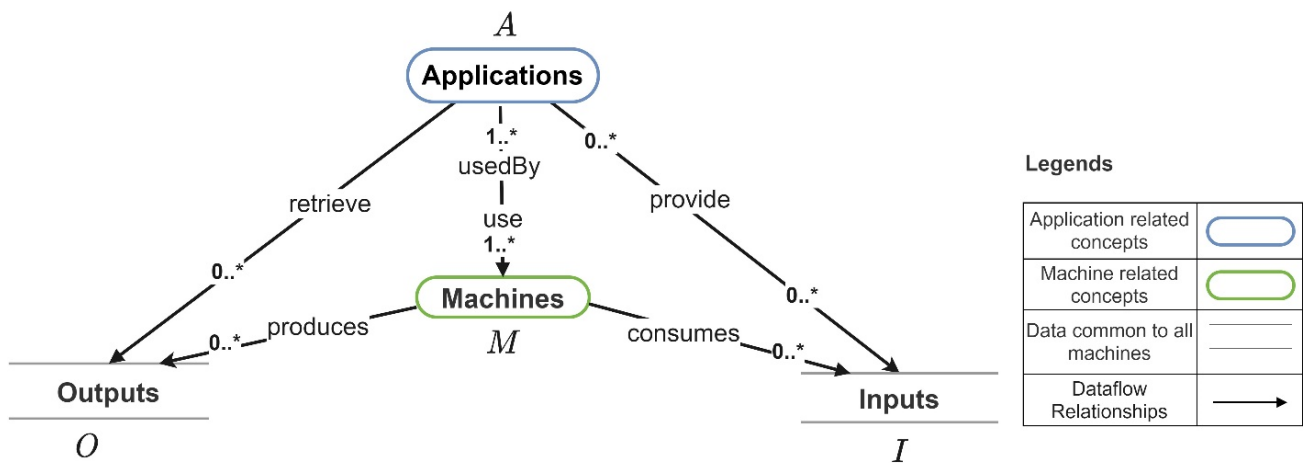 A
Applications
1..*
usedBy
use
1..*
0..*
provide
0..*
retrieve
0..*
Machines
M
produces
0..*
consumes
0..*
Outputs
O
Inputs
I
Legends
Application related
concepts
Machine related
concepts
Data common to all
machines
Dataflow
Relationships